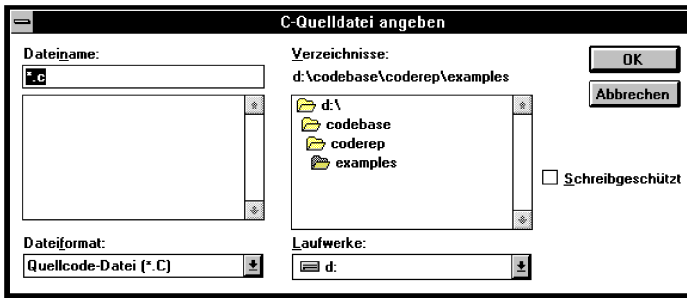 C-Quelldatei angeben
Dateiname:
*.c
Verzeichnisse:
d:\codebase\coderep\examples
d:\
codebase
coderep
examples
OK
Abbrechen
Schreibgeschützt
Dateiformat:
Quellcode-Datei (*.C)
Laufwerke:
d: